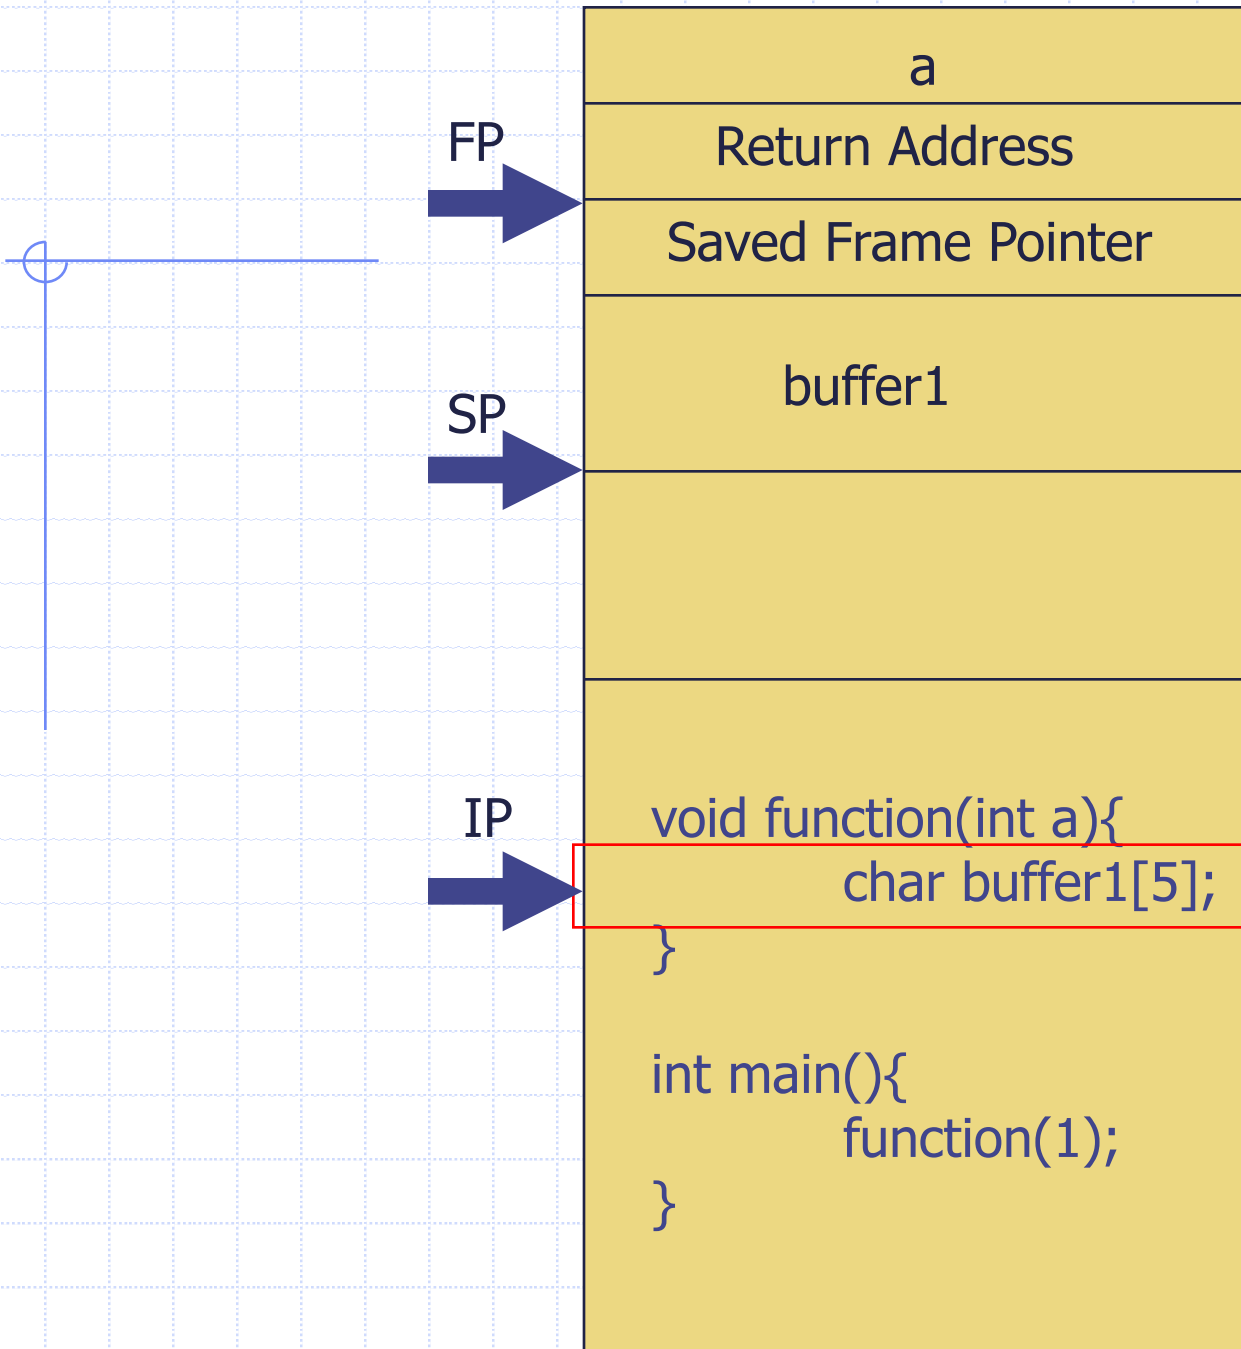 a
FP
Return Address
Saved Frame Pointer
buffer1
SP
IP
void function(int a){
char buffer1[5];
}
int main(){
function(1);
}